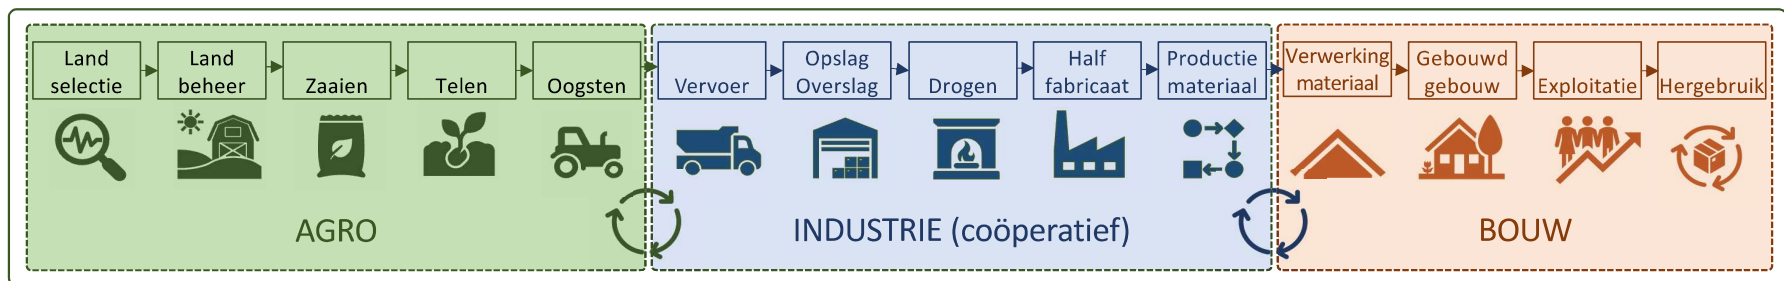 Land
selectie
Land
beheer
Zaaien
Telen
Oogsten
Vervoer
Opslag
Overslag
Drogen
Half
fabricaat
Productie
materiaal
Verwerking
materiaal
Gebouwd
gebouw
Exploitatie
Hergebruik
AGRO
INDUSTRIE (coöperatief)
BOUW